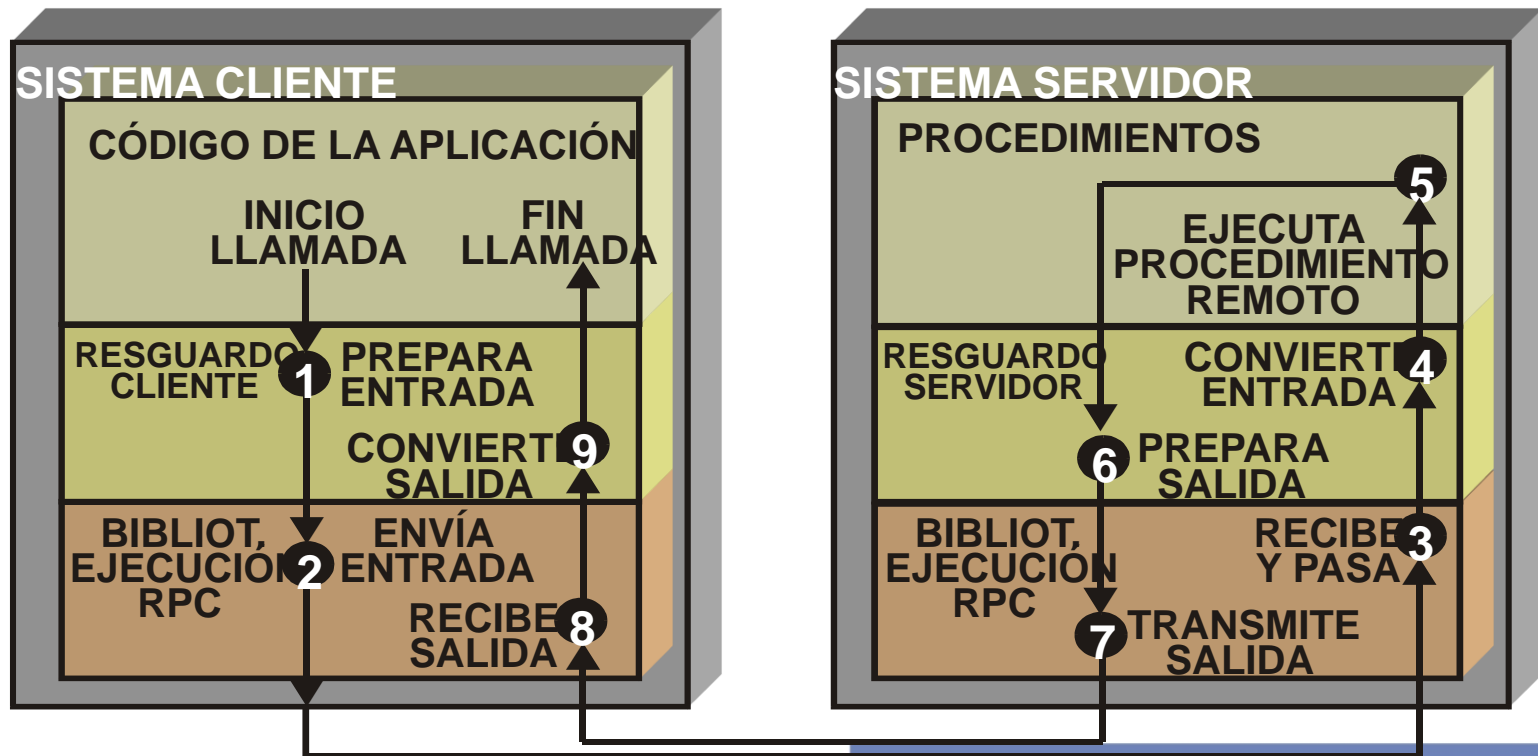 SISTEMA CLIENTE
CÓDIGO DE LA APLICACIÓN
INICIO
LLAMADA
FIN
LLAMADA
RESGUARDO
CLIENTE
1
PREPARA
ENTRADA
CONVIERTE
SALIDA
9
BIBLIOT.
EJECUCIÓN
RPC
2
ENVÍA
ENTRADA
RECIBE
SALIDA
8
SISTEMA SERVIDOR
PROCEDIMIENTOS
5
EJECUTA
PROCEDIMIENTO
REMOTO
RESGUARDO
SERVIDOR
CONVIERTE
ENTRADA
4
6
PREPARA
SALIDA
BIBLIOT.
EJECUCIÓN
RPC
RECIBE
Y PASA
3
7
TRANSMITE
SALIDA